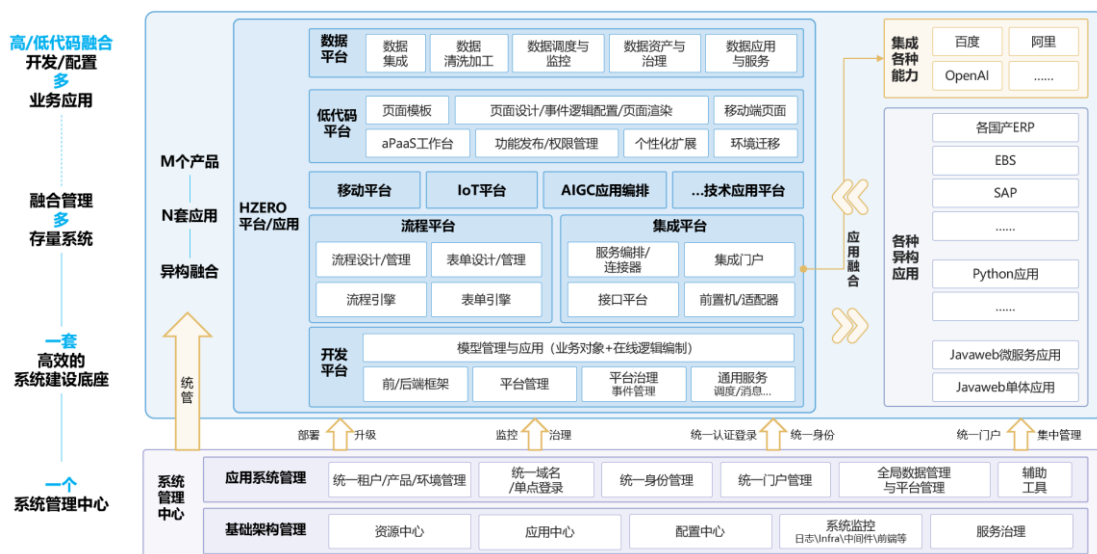 高/低代码融合
开发/配置
多
业务应用
融合管理
多
存量系统
一套
高效的
系统建设底座
一个
系统管理中心
M个产品
N套应用
异构融合
统管
HZERO
平台/应用
数据
平台
数据
集成
数据
清洗加工
数据调度与
监控
数据资产与
治理
数据应用
与服务
低代码
平台
页面模板
页面设计/事件逻辑配置/页面渲染
移动端页面
aPaaS工作台
功能发布/权限管理
个性化扩展
环境迁移
移动平台
IoT平台
AIGC应用编排
...技术应用平台
流程平台
流程设计/管理
表单设计/管理
流程引擎
表单引擎
集成平台
服务编排/
连接器
集成门户
接口平台
前置机/适配器
开发
平台
模型管理与应用（业务对象+在线逻辑编制）
前/后端框架
平台管理
平台治理
事件管理
通用服务
调度/消息...
应用融合
集成
各种
能力
百度
阿里
OpenAI
......
各种
异构
应用
各国产ERP
EBS
SAP
......
Python应用
......
Javaweb微服务应用
Javaweb单体应用
部署
升级
监控
治理
统一认证登录
统一身份
统一门户
集中管理
系统
管理
中心
应用系统管理
统一租户/产品/环境管理
统一域名
/单点登录
统一身份管理
统一门户管理
全局数据管理
与平台管理
辅助
工具
基础架构管理
资源中心
应用中心
配置中心
系统监控
日志\Infra\中间件\前端等
服务治理